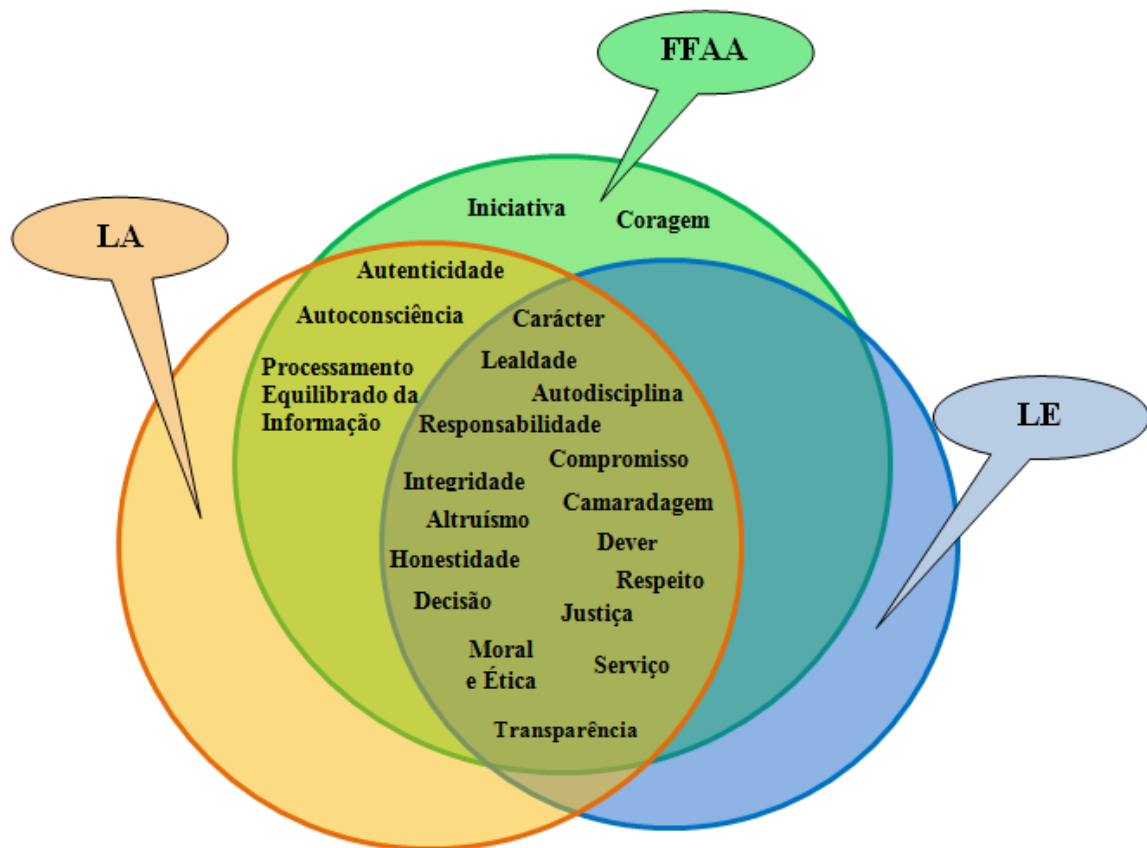 FFAA
LA
LE
Iniciativa
Coragem
Autenticidade
Autoconsciência
Processamento
Equilibrado da
Informação
Carácter
Lealdade
Autodisciplina
Responsabilidade
Compromisso
Integridade
Camaradagem
Altruísmo
Dever
Honestidade
Respeito
Decisão
Justiça
Moral
e Ética
Serviço
Transparência